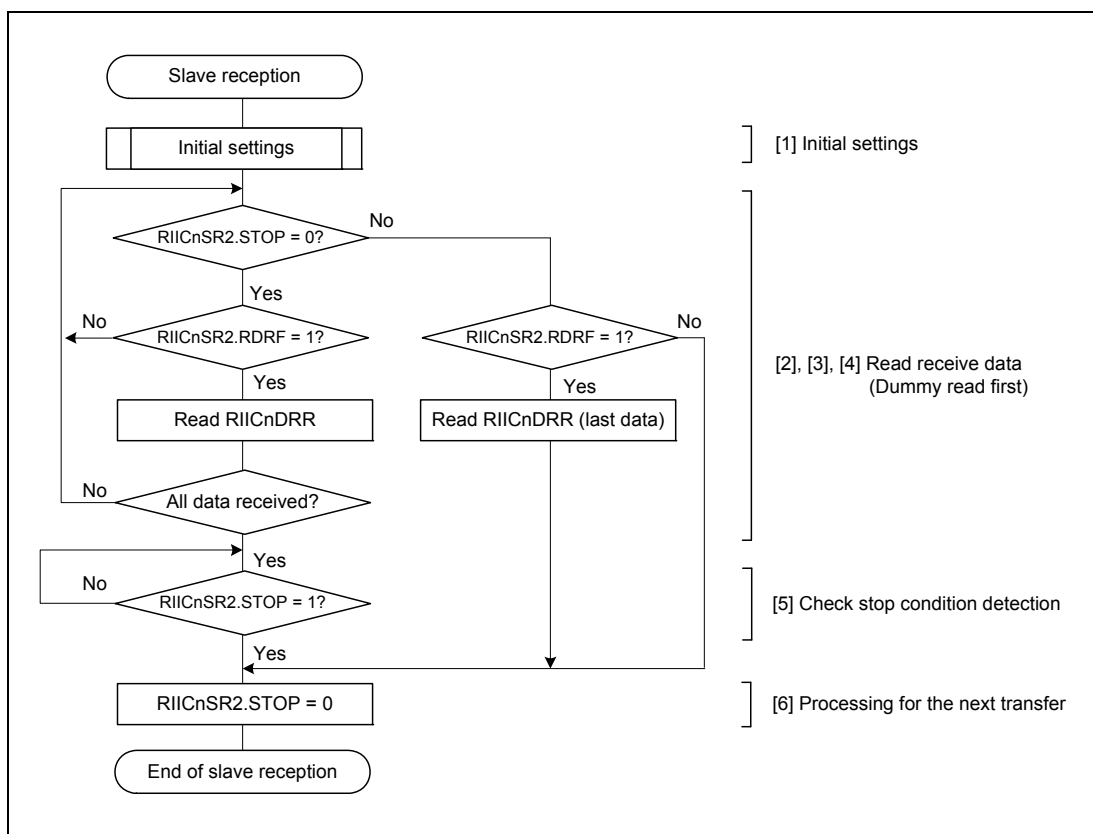 Slave reception
Initial settings
[1] Initial settings
No
RIICnSR2.STOP = 0?
Yes
No
RIICnSR2.RDRF = 1?
RIICnSR2.RDRF = 1?
No
[2], [3], [4] Read receive data
(Dummy read first)
Yes
Yes
Read RIICnDRR
Read RIICnDRR (last data)
No
All data received?
Yes
No
RIICnSR2.STOP = 1?
[5] Check stop condition detection
Yes
RIICnSR2.STOP = 0
[6] Processing for the next transfer
End of slave reception